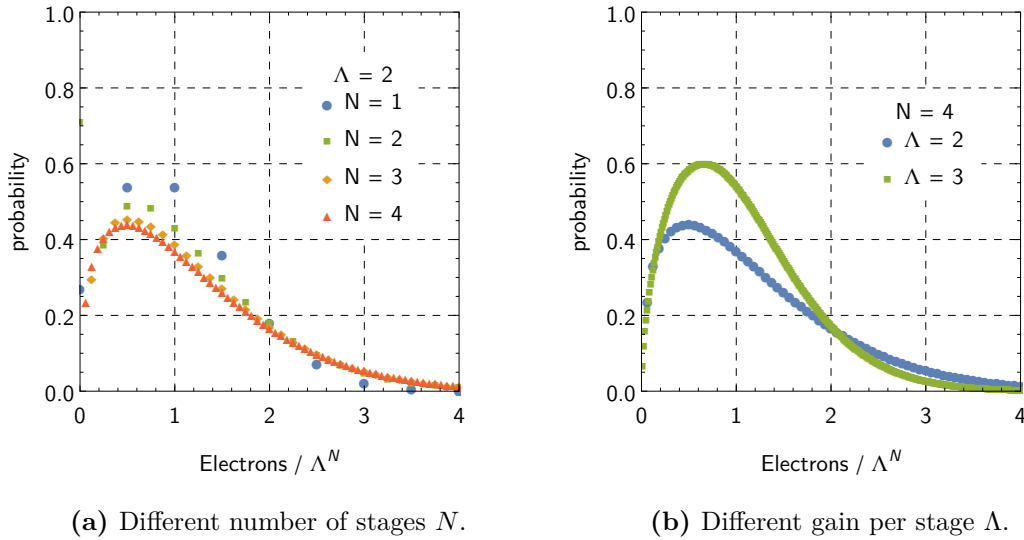 1.0
0.8
0.6
0.4
0.2
0.0
probability
0 1 2 3 4
Electrons / Λ^N
Λ = 2
N = 1
N = 2
N = 3
N = 4
(a) Different number of stages N.
1.0
0.8
0.6
0.4
0.2
0.0
probability
0 1 2 3 4
Electrons / Λ^N
N = 4
Λ = 2
Λ = 3
(b) Different gain per stage Λ.